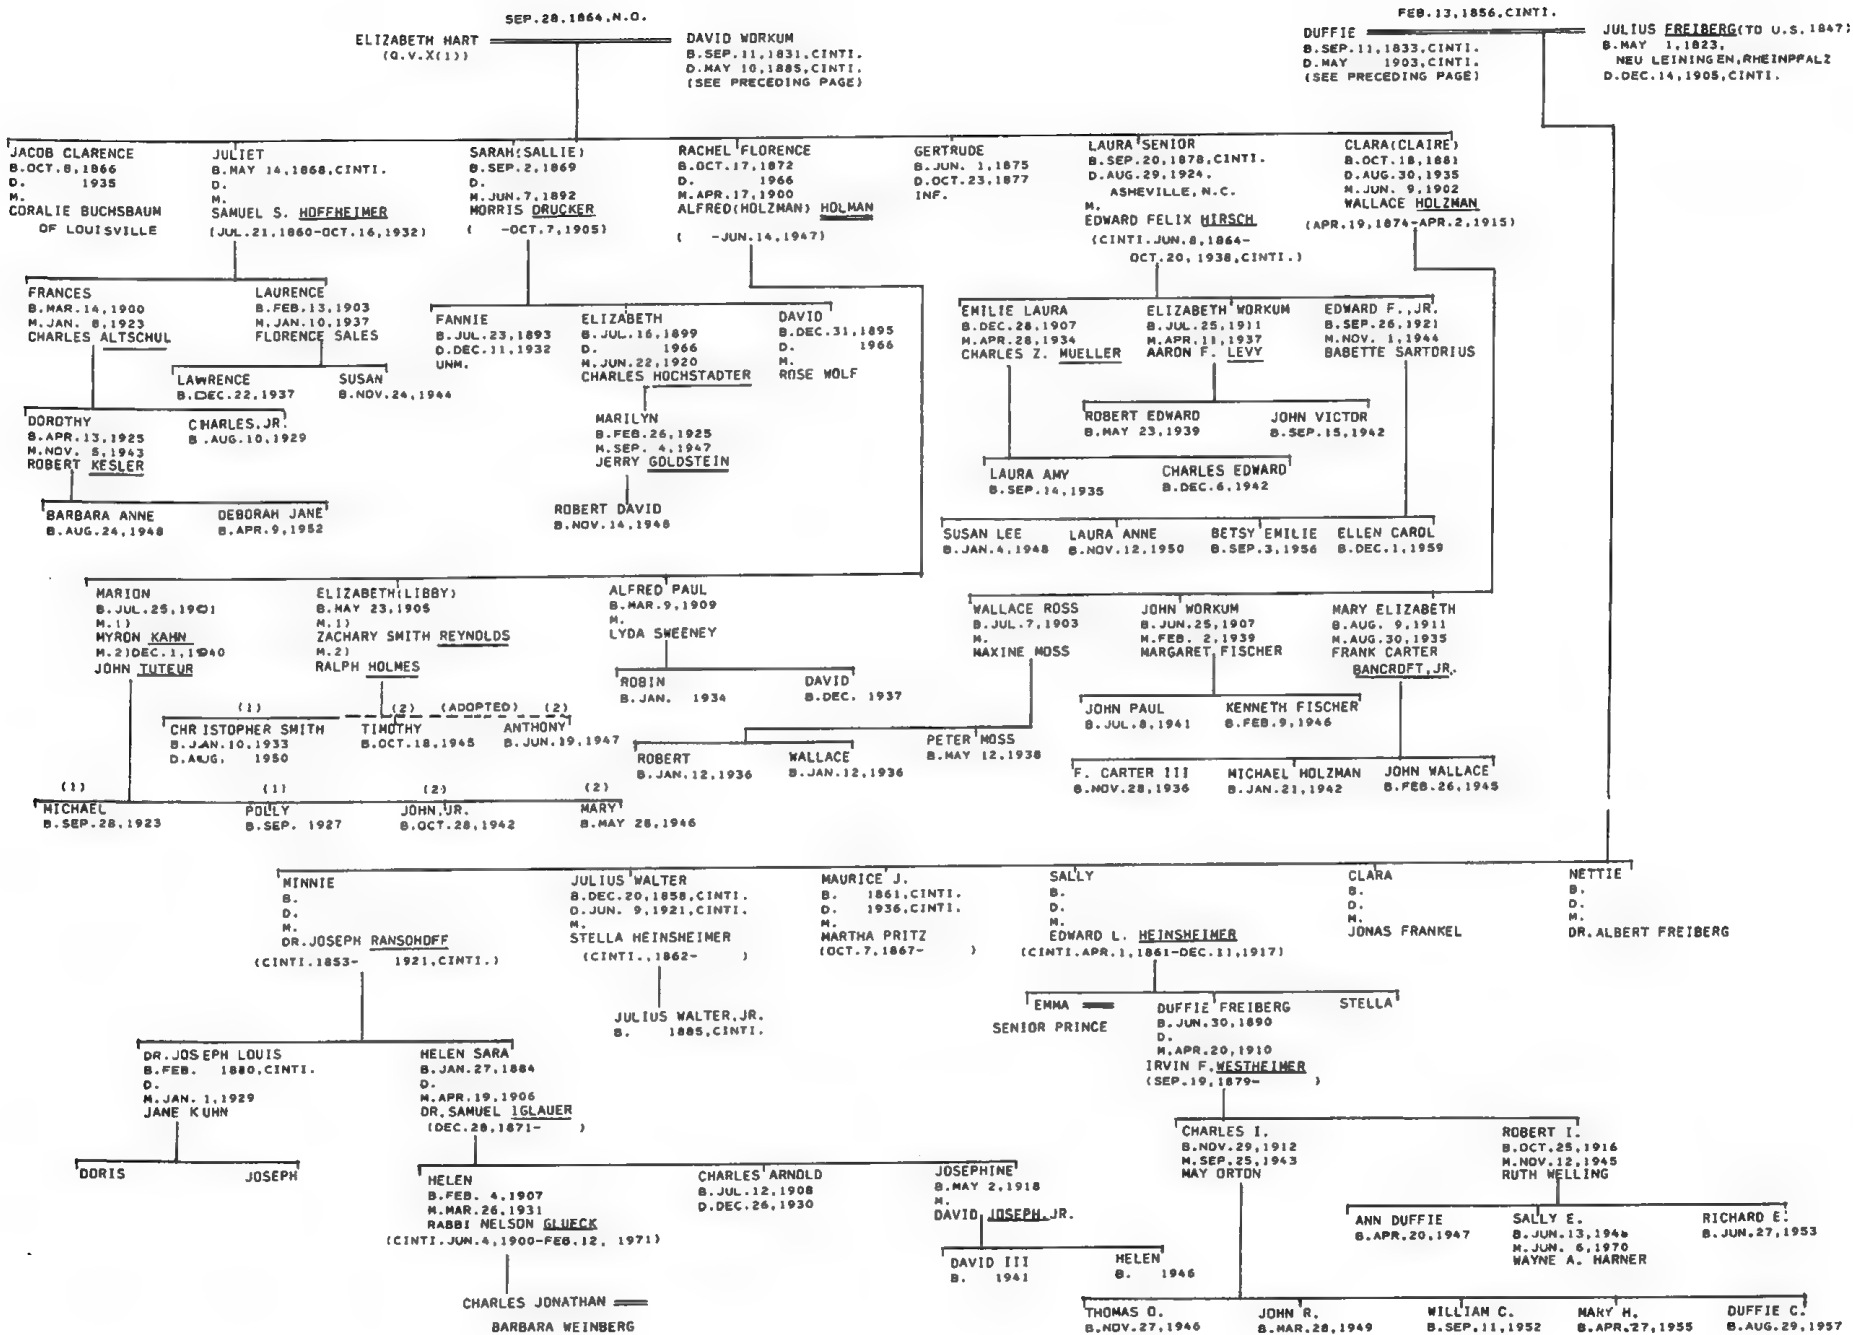 SEP.28,1864,N.O.
ELIZABETH HART
(Q.V.X(1))
DAVID WORKUM
B.SEP.11,1831,CINTI.
D.MAY 10,1885,CINTI.
(SEE PRECEDING PAGE)
FEB.13,1856,CINTI.
DUFFIE
B.SEP.11,1833,CINTI.
D.MAY 1903,CINTI.
(SEE PRECEDING PAGE)
JULIUS FREIBERG(TO U.S.1847)
B.MAY 1,1823,
NEU LEININGEN,RHEINPFALZ
D.DEC.14,1905,CINTI.
JACOB CLARENCE
B.OCT.8,1866
D. 1935
M.
CORALIE BUCHSBAUM
OF LOUISVILLE
JULIET
B.MAY 14,1868,CINTI.
D.
M.
SAMUEL S. HOFFHEIMER
(JUL.21,1860-OCT.16,1932)
SARAH(SALLIE)
B.SEP.2,1869
D.
M.JUN.7,1892
MORRIS DRUCKER
( -OCT.7,1905)
RACHEL FLORENCE
B.OCT.17,1872
D. 1966
M.APR.17,1900
ALFRED(HOLZMAN) HOLMAN
( -JUN.14,1947)
GERTRUDE
B.JUN. 1,1875
D.OCT.23,1877
INF.
LAURA SENIOR
B.SEP.20,1878,CINTI.
D.AUG.29,1924.
ASHEVILLE, N.C.
M.
EDWARD FELIX HIRSCH
(CINTI.JUN.8,1864-
OCT.20, 1938,CINTI.)
CLARA(CLAIRE)
B.OCT.18,1881
D.AUG.30,1935
M.JUN. 9,1902
WALLACE HOLZMAN
(APR.19,1874-APR.2,1915)
FRANCES
B.MAR.14,1900
M.JAN. 8,1923
CHARLES ALTSCHUL
LAURENCE
B.FEB.13,1903
M.JAN.10,1937
FLORENCE SALES
FANNIE
B.JUL.23,1893
D.DEC.11,1932
UNM.
ELIZABETH
B.JUL.16,1899
D. 1966
M.JUN.22,1920
CHARLES HOCHSTADTER
DAVID
B.DEC.31,1895
D. 1966
M.
ROSE WOLF
EMILIE LAURA
B.DEC.28,1907
M.APR.28,1934
CHARLES Z. MUELLER
ELIZABETH WORKUM
B.JUL.25,1911
M.APR.11,1937
AARON F. LEVY
EDWARD F.,JR.
B.SEP.26,1921
M.NOV. 1,1944
BABETTE SARTORIUS
LAWRENCE
B.DEC.22,1937
SUSAN
B.NOV.24,1944
DOROTHY
B.APR.13,1925
M.NOV. 5,1943
ROBERT KESLER
CHARLES,JR.
B.AUG.10,1929
MARILYN
B.FEB.26,1925
M.SEP. 4,1947
JERRY GOLDSTEIN
ROBERT EDWARD
B.MAY 23,1939
JOHN VICTOR
B.SEP.15,1942
LAURA AMY
B.SEP.14,1935
CHARLES EDWARD
B.DEC.6,1942
BARBARA ANNE
B.AUG.24,1948
DEBORAH JANE
B.APR.9,1952
ROBERT DAVID
B.NOV.14,1948
SUSAN LEE
B.JAN.4,1948
LAURA ANNE
B.NOV.12,1950
BETSY EMILIE
B.SEP.3,1956
ELLEN CAROL
B.DEC.1,1959
MARION
B.JUL.25,1901
M.1)
MYRON KAHN
M.2)DEC.1,1940
JOHN TUTEUR
ELIZABETH(LIBBY)
B.MAY 23,1905
M.1)
ZACHARY SMITH REYNOLDS
M.2)
RALPH HOLMES
ALFRED PAUL
B.MAR.9,1909
M.
LYDA SWEENEY
WALLACE ROSS
B.JUL.7,1903
M.
MAXINE MOSS
JOHN WORKUM
B.JUN.25,1907
M.FEB. 2,1939
MARGARET FISCHER
MARY ELIZABETH
B.AUG. 9,1911
M.AUG.30,1935
FRANK CARTER
BANCROFT,JR.
ROBIN
B.JAN. 1934
DAVID
B.DEC. 1937
JOHN PAUL
B.JUL.8,1941
KENNETH FISCHER
B.FEB.9,1946
(1) (2) (ADOPTED) (2)
CHRISTOPHER SMITH
B.JAN.10,1933
D.AUG. 1950
TIMOTHY
B.OCT.18,1945
ANTHONY
B.JUN.19,1947
ROBERT
B.JAN.12,1936
WALLACE
B.JAN.12,1936
PETER MOSS
B.MAY 12,1938
F. CARTER III
B.NOV.28,1936
MICHAEL HOLZMAN
B.JAN.21,1942
JOHN WALLACE
B.FEB.26,1945
(1) (1) (2) (2)
MICHAEL
B.SEP.28,1923
POLLY
B.SEP. 1927
JOHN,JR.
B.OCT.28,1942
MARY
B.MAY 28,1946
MINNIE
B.
D.
M.
DR.JOSEPH RANSOHOFF
(CINTI.1853- 1921,CINTI.)
JULIUS WALTER
B.DEC.20,1858,CINTI.
D.JUN. 9,1921,CINTI.
M.
STELLA HEINSHEIMER
(CINTI.,1862- )
MAURICE J.
B. 1861,CINTI.
D. 1936,CINTI.
M.
MARTHA PRITZ
(OCT.7,1867- )
SALLY
B.
D.
M.
EDWARD L. HEINSHEIMER
(CINTI.APR.1,1861-DEC.11,1917)
CLARA
B.
D.
M.
JONAS FRANKEL
NETTIE
B.
D.
M.
DR.ALBERT FREIBERG
JULIUS WALTER,JR.
B. 1885,CINTI.
EMMA
SENIOR PRINCE
DUFFIE FREIBERG
B.JUN.30,1890
D.
M.APR.20,1910
IRVIN F.WESTHEIMER
(SEP.19,1879- )
STELLA
DR.JOSEPH LOUIS
B.FEB. 1880,CINTI.
D.
M.JAN. 1,1929
JANE KUHN
HELEN SARA
B.JAN.27,1884
D.
M.APR.19,1906
DR.SAMUEL IGLAUER
(DEC.28,1871- )
CHARLES I.
B.NOV.29,1912
M.SEP.25,1943
MAY ORTON
ROBERT I.
B.OCT.25,1916
M.NOV.12,1945
RUTH WELLING
DORIS
JOSEPH
HELEN
B.FEB. 4,1907
M.MAR.26,1931
RABBI NELSON GLUECK
(CINTI.JUN.4,1900-FEB.12, 1971)
CHARLES ARNOLD
B.JUL.12,1908
D.DEC.26,1930
JOSEPHINE
B.MAY 2,1918
M.
DAVID JOSEPH,JR.
ANN DUFFIE
B.APR.20,1947
SALLY E.
B.JUN.13,1948
M.JUN. 6,1970
WAYNE A. HARNER
RICHARD E.
B.JUN.27,1953
DAVID III
B. 1941
HELEN
B. 1946
CHARLES JONATHAN
BARBARA WEINBERG
THOMAS O.
B.NOV.27,1946
JOHN R.
B.MAR.28,1949
WILLIAM C.
B.SEP.11,1952
MARY H.
B.APR.27,1955
DUFFIE C.
B.AUG.29,1957